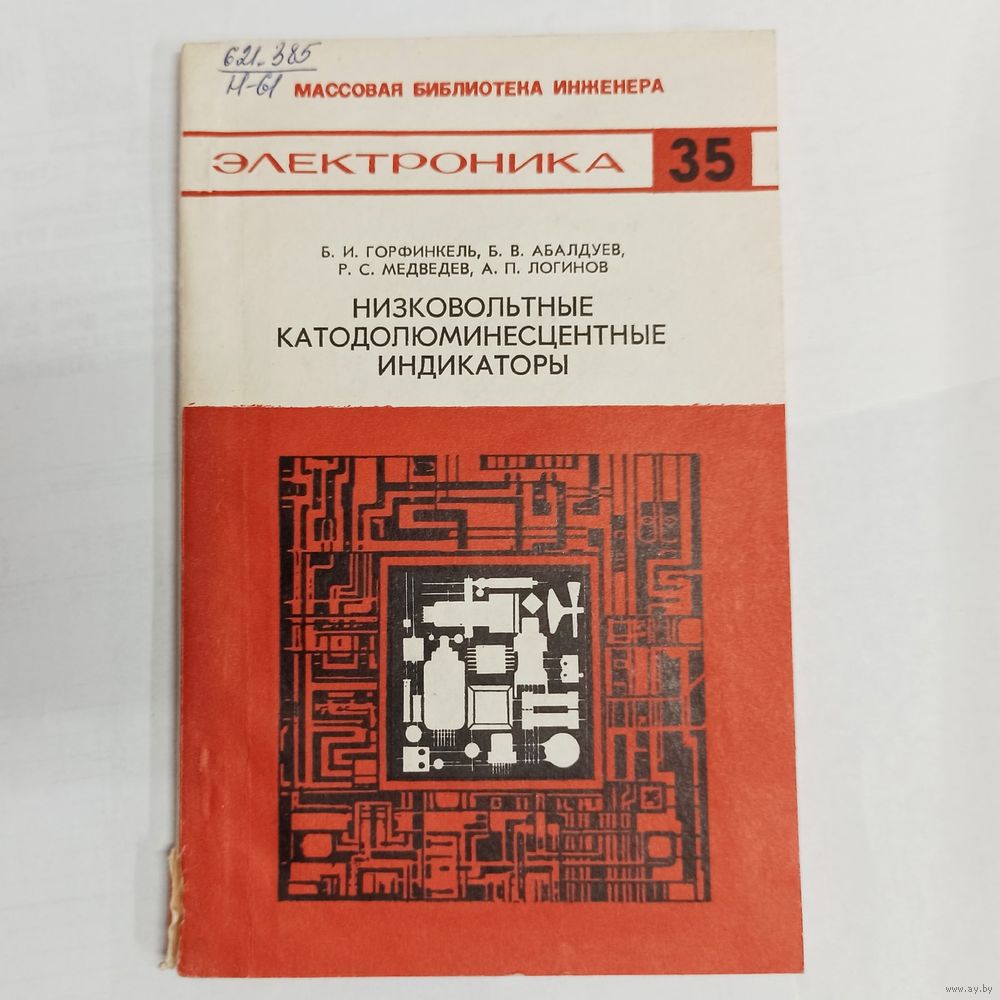 621.385
Н-61
МАССОВАЯ БИБЛИОТЕКА ИНЖЕНЕРА
ЭЛЕКТРОНИКА 35
Б. И. ГОРФИНКЕЛЬ, Б. В. АБАЛДУЕВ,
Р. С. МЕДВЕДЕВ, А. П. ЛОГИНОВ
НИЗКОВОЛЬТНЫЕ
КАТОДОЛЮМИНЕСЦЕНТНЫЕ
ИНДИКАТОРЫ
www.ay.by